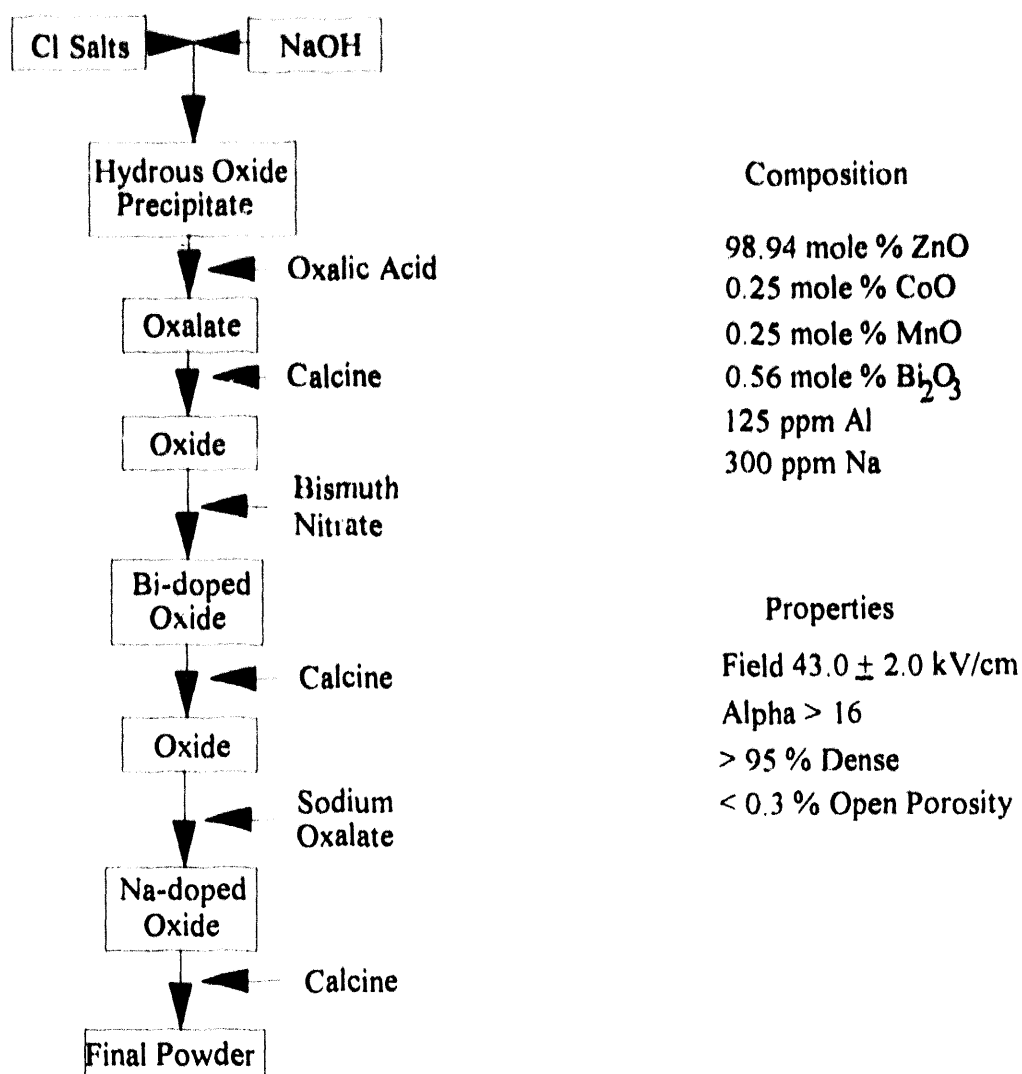 Cl Salts
NaOH
Hydrous Oxide
Precipitate
Oxalic Acid
Oxalate
Calcine
Oxide
Bismuth
Nitrate
Bi-doped
Oxide
Calcine
Oxide
Sodium
Oxalate
Na-doped
Oxide
Calcine
Final Powder
Composition
98.94 mole % ZnO
0.25 mole % CoO
0.25 mole % MnO
0.56 mole % Bi₂O₃
125 ppm Al
300 ppm Na
Properties
Field 43.0 ± 2.0 kV/cm
Alpha > 16
> 95 % Dense
< 0.3 % Open Porosity